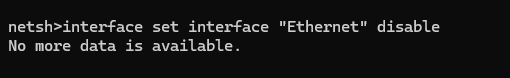 netsh>interface set interface "Ethernet" disable
No more data is available.